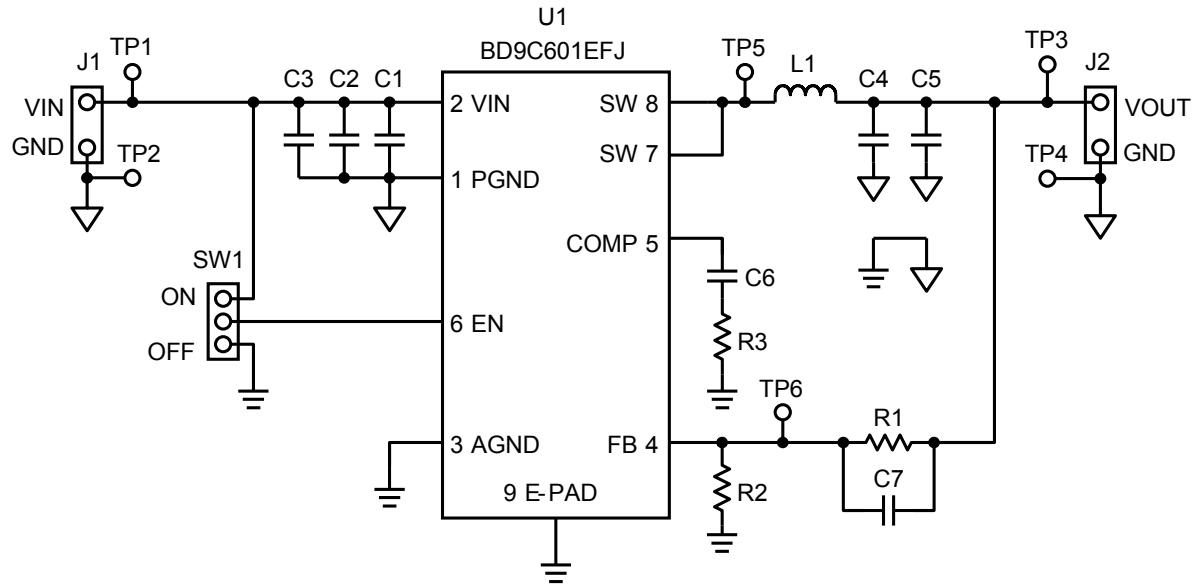 U1
BD9C601EFJ
TP1
TP5
TP3
J1
L1
J2
C3
C2
C1
C4
C5
VIN
2 VIN
SW 8
VOUT
GND
TP2
SW 7
TP4
GND
1 PGND
COMP 5
SW1
C6
ON
6 EN
R3
OFF
TP6
R1
3 AGND
FB 4
C7
9 E-PAD
R2